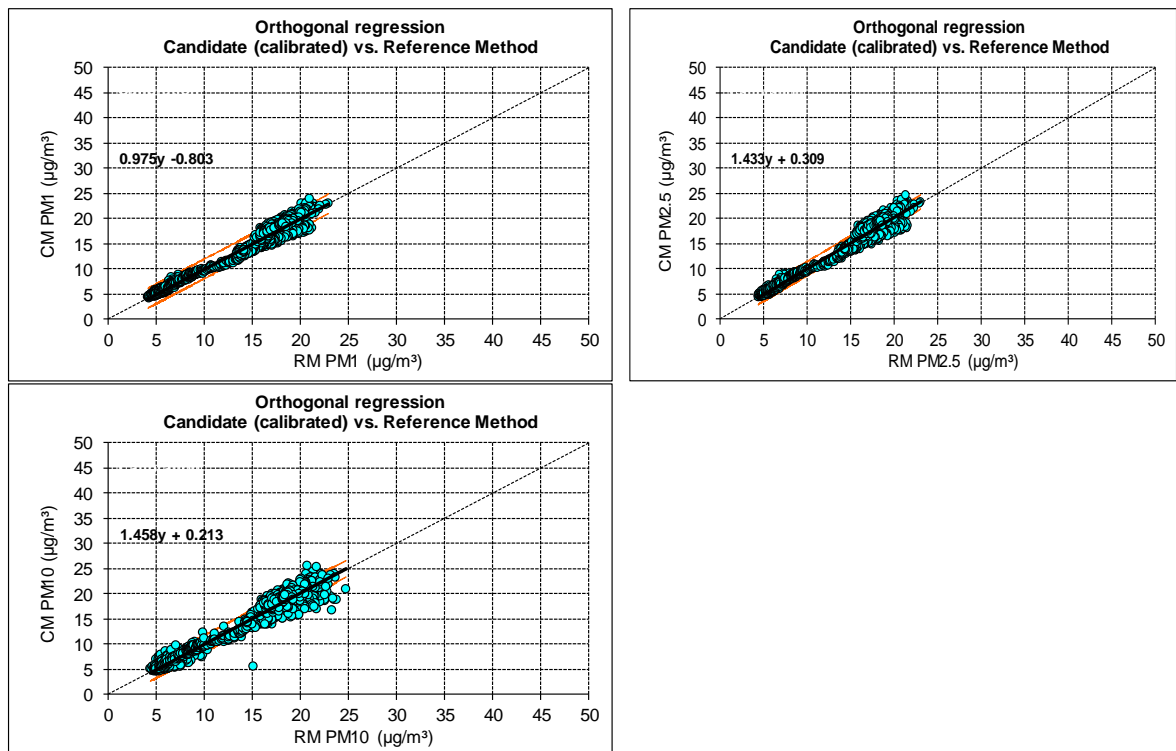 Orthogonal regression
Candidate (calibrated) vs. Reference Method
CM PM1 (µg/m³)
50
45
40
35
30
25
20
15
10
5
0
0.975y -0.803
0 5 10 15 20 25 30 35 40 45 50
RM PM1 (µg/m³)
Orthogonal regression
Candidate (calibrated) vs. Reference Method
CM PM2.5 (µg/m³)
50
45
40
35
30
25
20
15
10
5
0
1.433y + 0.309
0 5 10 15 20 25 30 35 40 45 50
RM PM2.5 (µg/m³)
Orthogonal regression
Candidate (calibrated) vs. Reference Method
CM PM10 (µg/m³)
50
45
40
35
30
25
20
15
10
5
0
1.458y + 0.213
0 5 10 15 20 25 30 35 40 45 50
RM PM10 (µg/m³)